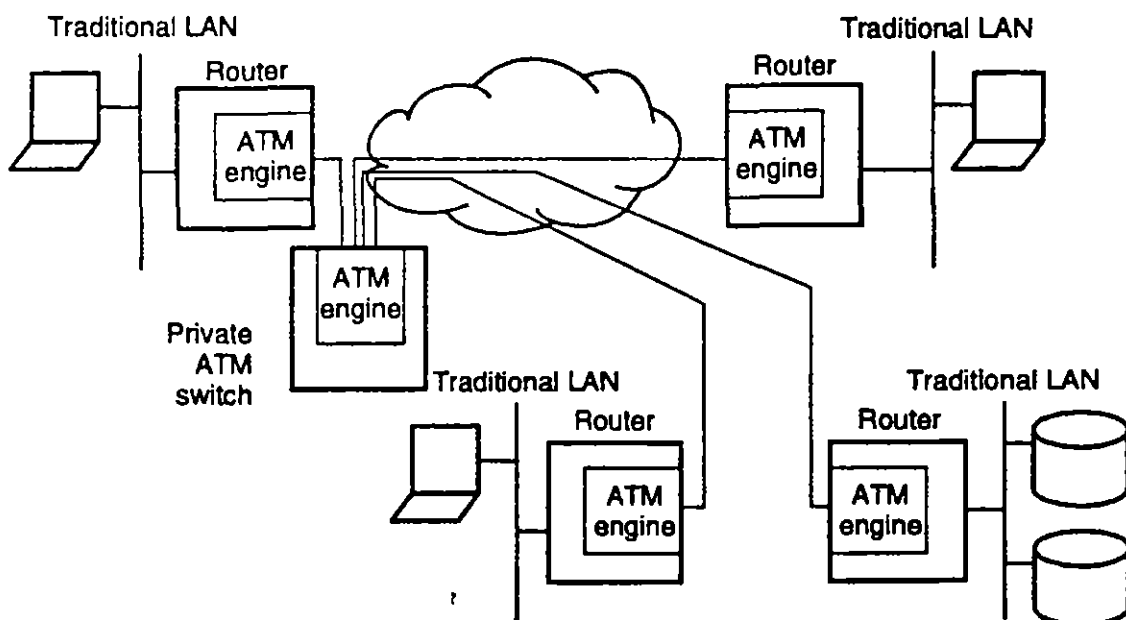 Traditional LAN
Router
ATM
engine
Traditional LAN
Router
ATM
engine
ATM
engine
Private
ATM
switch
Traditional LAN
Router
ATM
engine
Traditional LAN
Router
ATM
engine